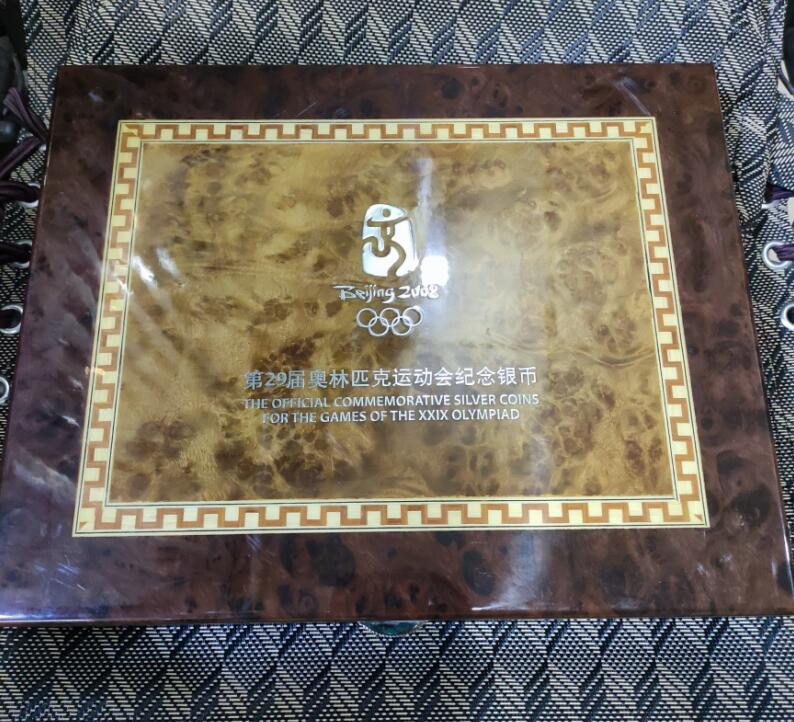 Beijing 2008
第29届奥林匹克运动会纪念银币
THE OFFICIAL COMMEMORATIVE SILVER COINS
FOR THE GAMES OF THE XXIX OLYMPIAD